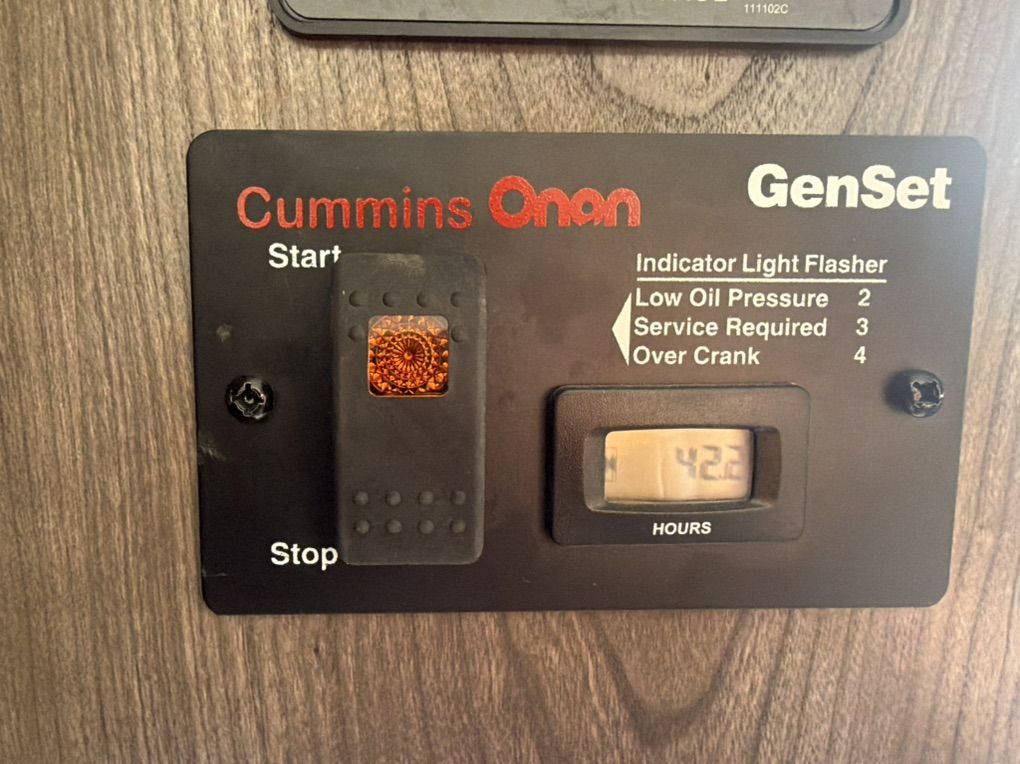 111102C
Cummins Onan
GenSet
Start
Indicator Light Flasher
Low Oil Pressure 2
Service Required 3
Over Crank 4
42.2
HOURS
Stop